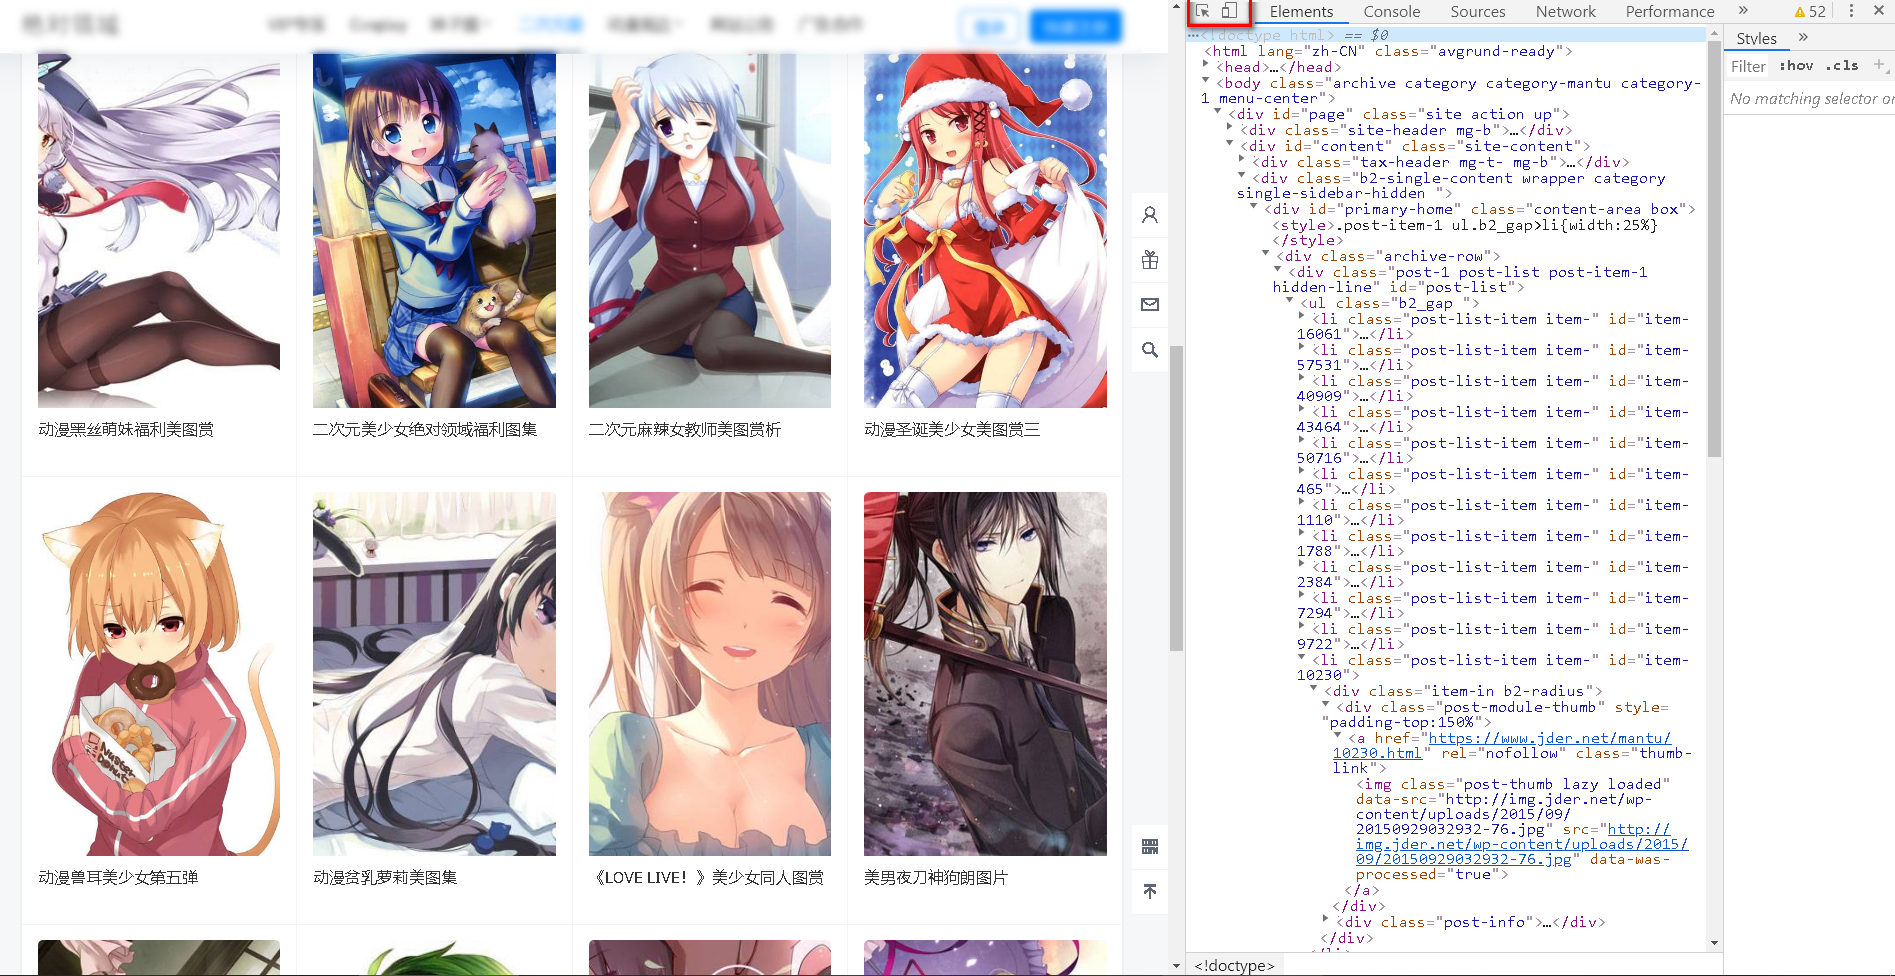 动漫黑丝萌妹福利美图赏
二次元美少女绝对领域福利图集
二次元麻辣女教师美图赏析
动漫圣诞美少女美图赏三
动漫兽耳美少女第五弹
动漫贫乳萝莉美图集
《LOVE LIVE! 》美少女同人图赏
美男夜刀神狗朗图片
Elements Console Sources Network Performance » 52
<!doctype html> == $0
<html lang="zh-CN" class="avgrund-ready">
<head>…</head>
<body class="archive category category-mantu category-
1 menu-center">
<div id="page" class="site action up">
<div class="site-header mg-b">…</div>
<div id="content" class="site-content">
<div class="tax-header mg-t- mg-b">…</div>
<div class="b2-single-content wrapper category
single-sidebar-hidden ">
<div id="primary-home" class="content-area box">
<style>.post-item-1 ul.b2_gap>li{width:25%}
</style>
<div class="archive-row">
<div class="post-1 post-list post-item-1
hidden-line" id="post-list">
<ul class="b2_gap ">
<li class="post-list-item item-" id="item-
16061">…</li>
<li class="post-list-item item-" id="item-
57531">…</li>
<li class="post-list-item item-" id="item-
40909">…</li>
<li class="post-list-item item-" id="item-
43464">…</li>
<li class="post-list-item item-" id="item-
50716">…</li>
<li class="post-list-item item-" id="item-
465">…</li>
<li class="post-list-item item-" id="item-
1110">…</li>
<li class="post-list-item item-" id="item-
1788">…</li>
<li class="post-list-item item-" id="item-
2384">…</li>
<li class="post-list-item item-" id="item-
7294">…</li>
<li class="post-list-item item-" id="item-
9722">…</li>
<li class="post-list-item item-" id="item-
10230">
<div class="item-in b2-radius">
<div class="post-module-thumb" style=
"padding-top:150%">
<a href="https://www.jder.net/mantu/
10230.html" rel="nofollow" class="thumb-
link">
<img class="post-thumb lazy loaded"
data-src="http://img.jder.net/wp-
content/uploads/2015/09/
20150929032932-76.jpg" src="http://
img.jder.net/wp-content/uploads/2015/
09/20150929032932-76.jpg" data-was-
processed="true">
</a>
</div>
<div class="post-info">…</div>
</div>
<!doctype>
Styles »
Filter :hov .cls +
No matching selector or